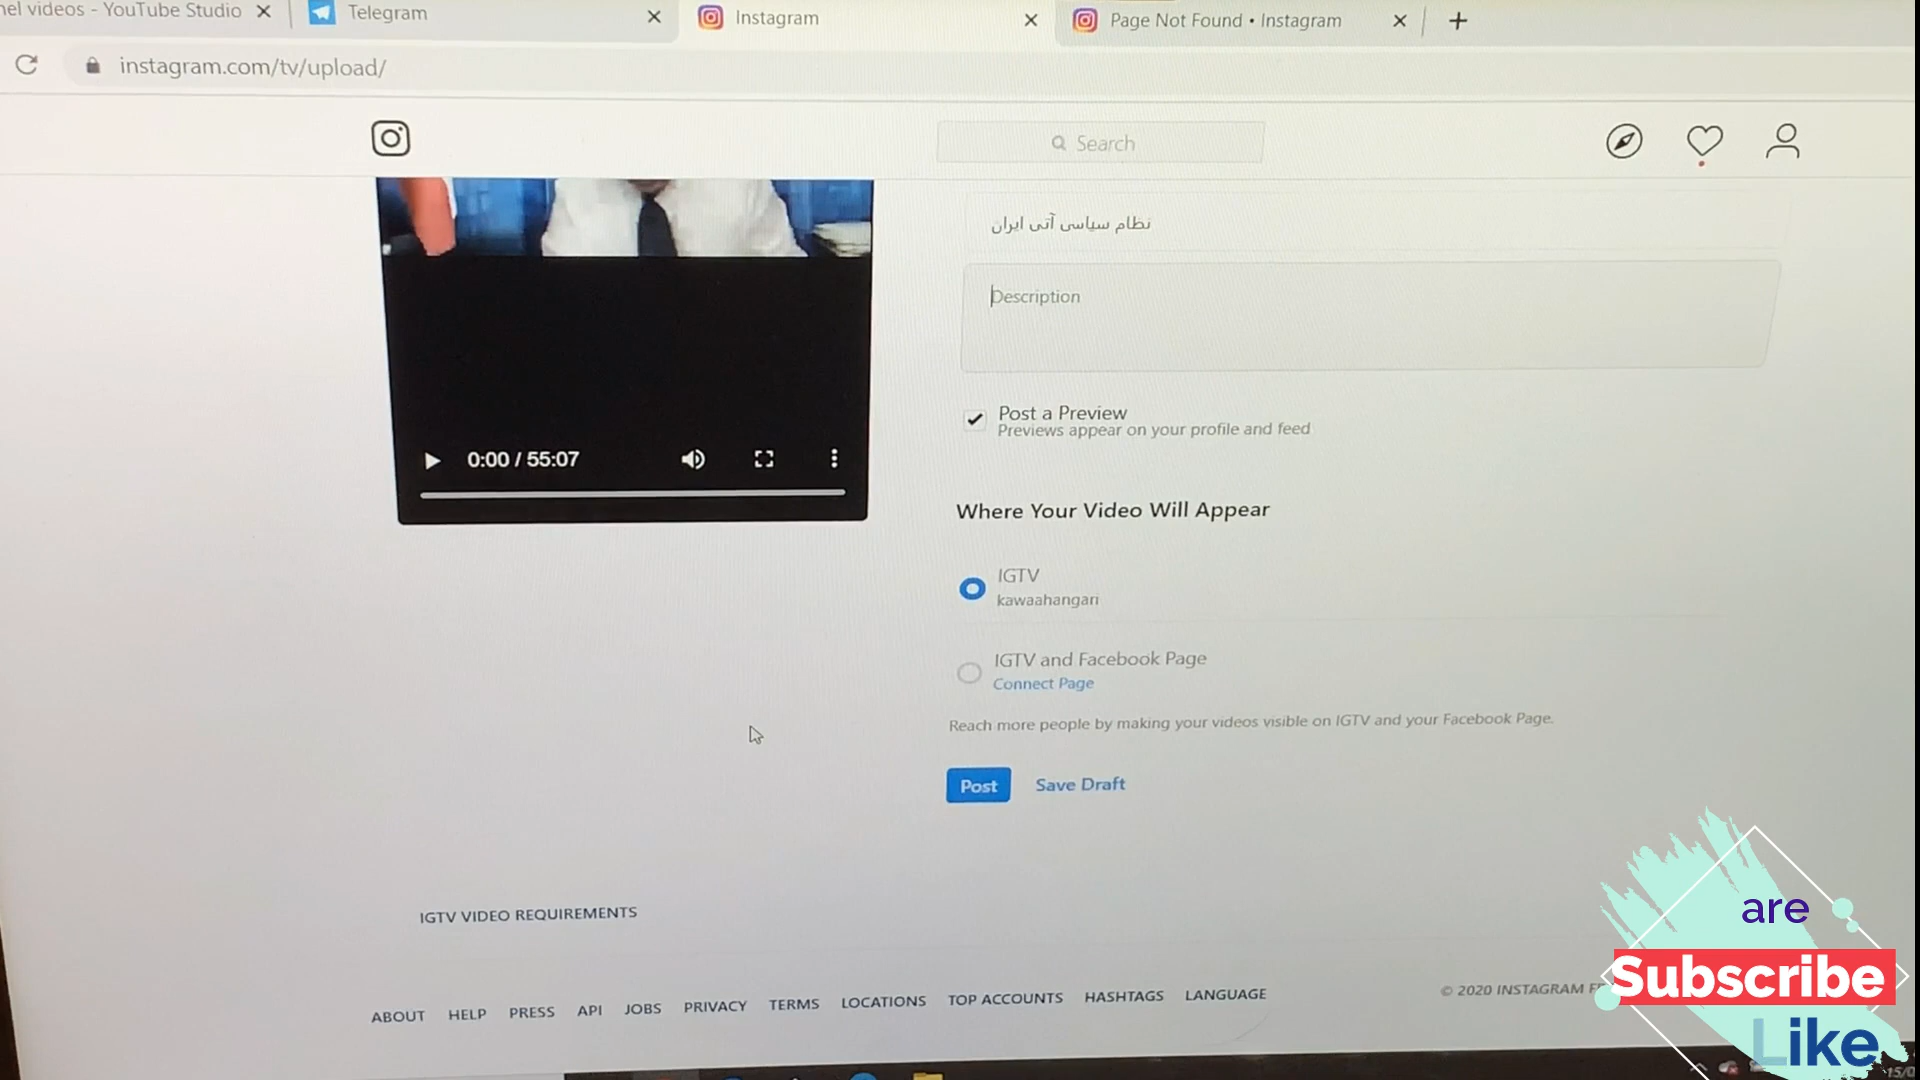 nel videos - YouTube Studio
Telegram
Instagram
Page Not Found • Instagram
instagram.com/tv/upload/
Search
نظام سیاسی آتی ایران
Description
Post a Preview
Previews appear on your profile and feed
0:00 / 55:07
Where Your Video Will Appear
IGTV
kawaahangari
IGTV and Facebook Page
Connect Page
Reach more people by making your videos visible on IGTV and your Facebook Page.
Post
Save Draft
IGTV VIDEO REQUIREMENTS
ABOUT HELP PRESS API JOBS PRIVACY TERMS LOCATIONS TOP ACCOUNTS HASHTAGS LANGUAGE
© 2020 INSTAGRAM
are
Subscribe
Like